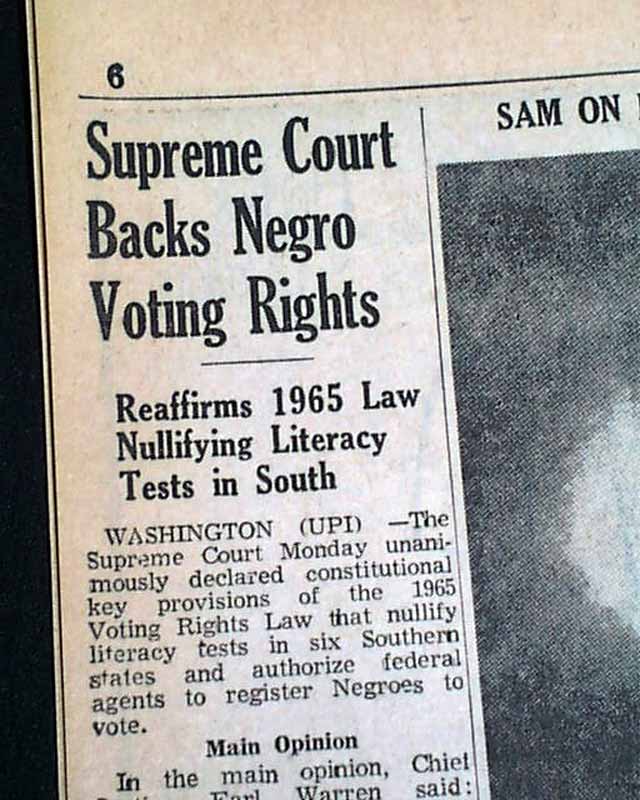 6
Supreme Court
Backs Negro
Voting Rights
Reaffirms 1965 Law
Nullifying Literacy
Tests in South
WASHINGTON (UPI) —The
Supreme Court Monday unani-
mously declared constitutional
key provisions of the 1965
Voting Rights Law that nullify
literacy tests in six Southern
states and authorize federal
agents to register Negroes to
vote.
Main Opinion
In the main opinion, Chief
Earl Warren said:
SAM ON